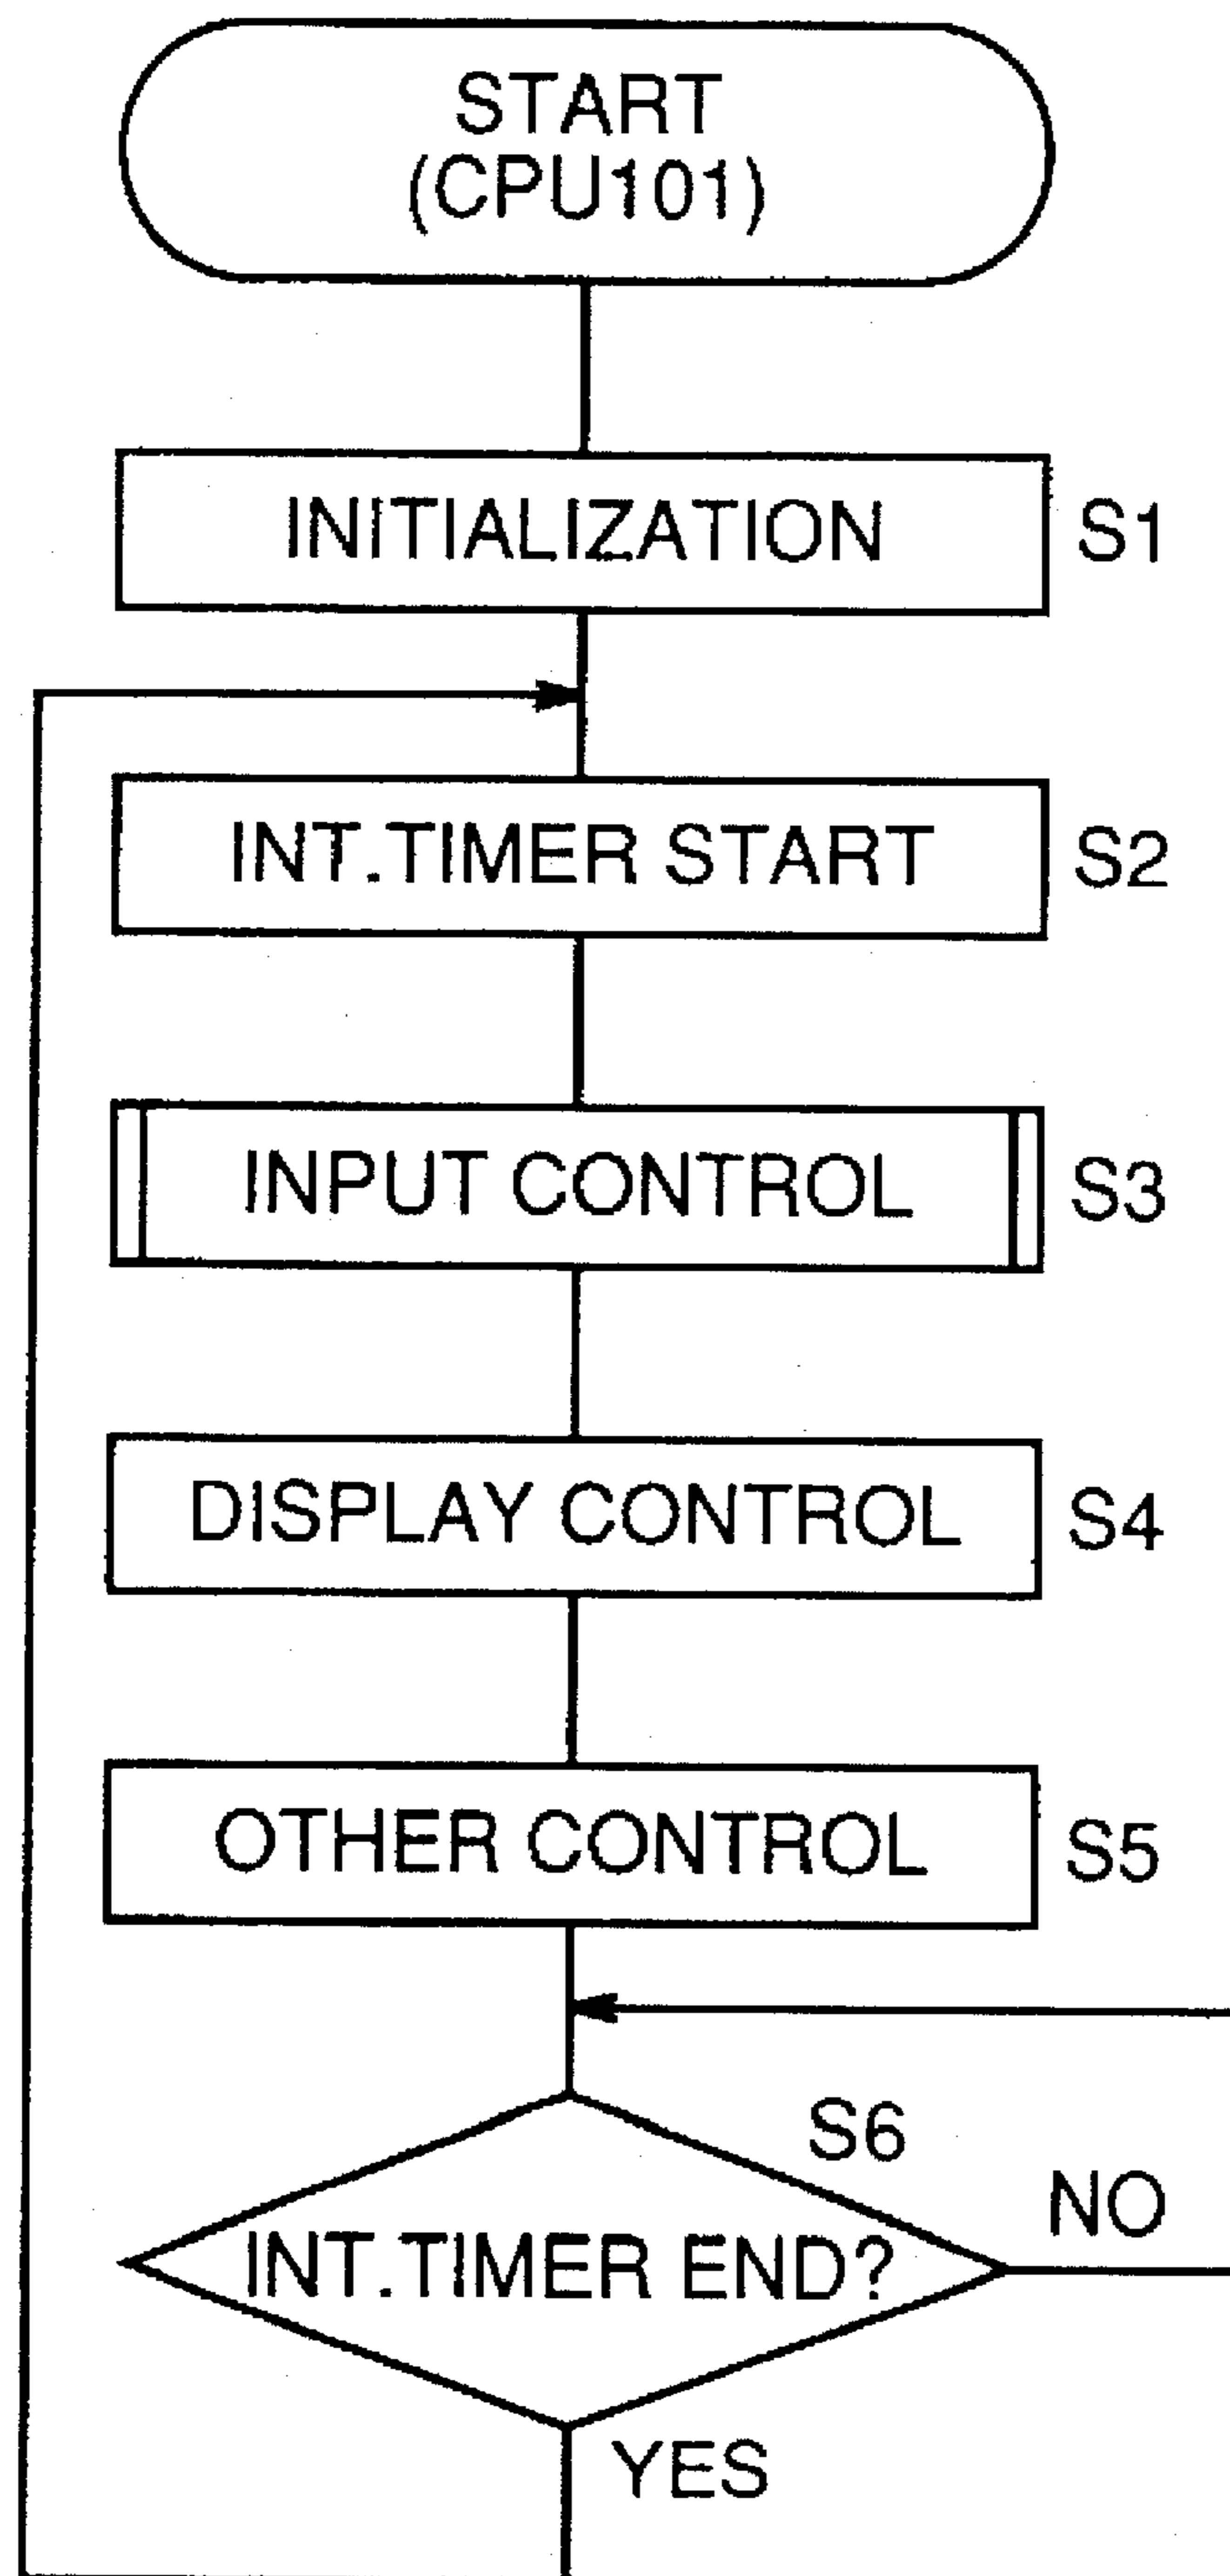 START
(CPU101)
INITIALIZATION S1
INT.TIMER START S2
INPUT CONTROL S3
DISPLAY CONTROL S4
OTHER CONTROL S5
S6
NO
INT.TIMER END?
YES